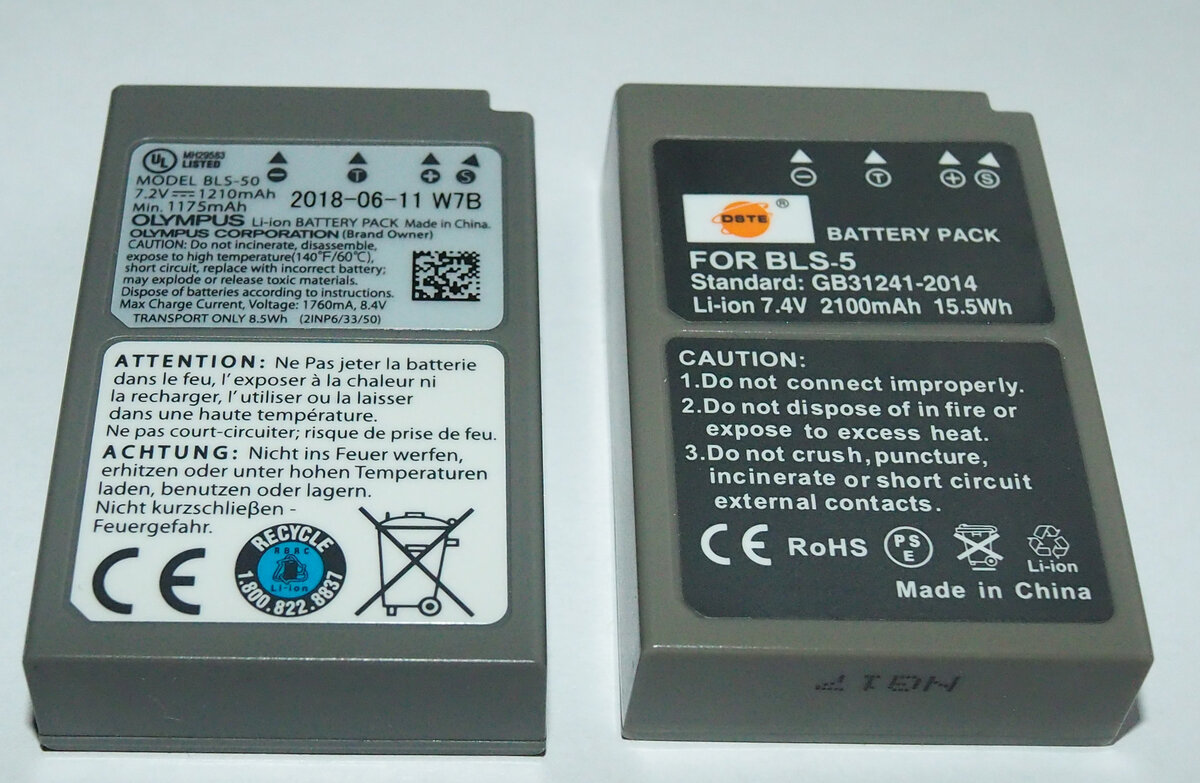 UL
MH29583
LISTED
MODEL BLS-50
7.2V 1210mAh
Min. 1175mAh
2018-06-11 W7B
T
S
OLYMPUS Li-ion BATTERY PACK Made in China.
OLYMPUS CORPORATION (Brand Owner)
CAUTION: Do not incinerate, disassemble,
expose to high temperature(140°F/60°C),
short circuit, replace with incorrect battery;
may explode or release toxic materials.
Dispose of batteries according to instructions.
Max Charge Current, Voltage: 1760mA, 8.4V
TRANSPORT ONLY 8.5Wh (2INP6/33/50)
ATTENTION: Ne Pas jeter la batterie
dans le feu, l'exposer à la chaleur ni
la recharger, l'utiliser ou la laisser
dans une haute température.
Ne pas court-circuiter; risque de prise de feu.
ACHTUNG: Nicht ins Feuer werfen,
erhitzen oder unter hohen Temperaturen
laden, benutzen oder lagern.
Nicht kurzschließen -
Feuergefahr.
CE
RECYCLE
RBRC
Li-ion
1.800.822.8837
T
S
DSTE ®
BATTERY PACK
FOR BLS-5
Standard: GB31241-2014
Li-ion 7.4V 2100mAh 15.5Wh
CAUTION:
1.Do not connect improperly.
2.Do not dispose of in fire or
expose to excess heat.
3.Do not crush, puncture,
incinerate or short circuit
external contacts.
CE RoHS PSE
Li-ion
Made in China